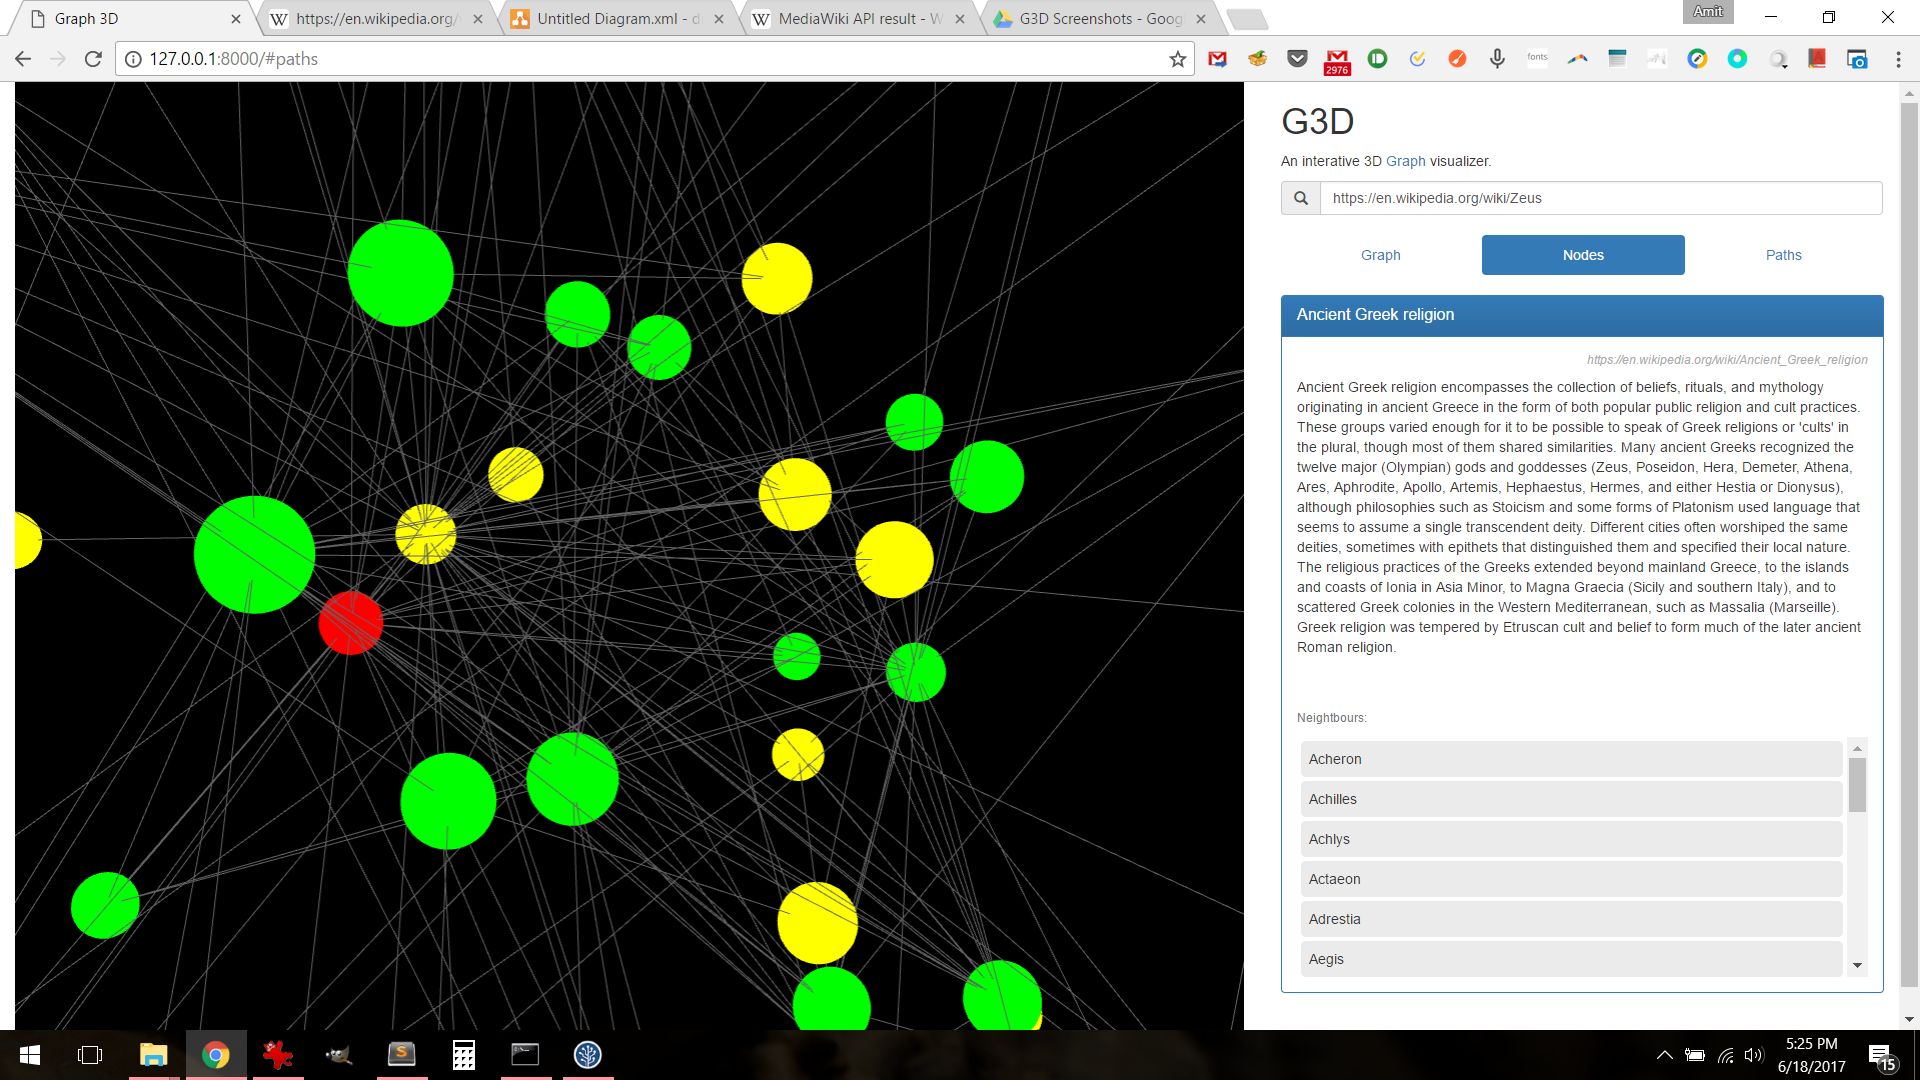 Amit
Graph 3D
https://en.wikipedia.org/
Untitled Diagram.xml - d
MediaWiki API result - W
G3D Screenshots - Goog
127.0.0.1:8000/#paths
2976
fonts
G3D
An interative 3D Graph visualizer.
https://en.wikipedia.org/wiki/Zeus
Graph
Nodes
Paths
Ancient Greek religion
https://en.wikipedia.org/wiki/Ancient_Greek_religion
Ancient Greek religion encompasses the collection of beliefs, rituals, and mythology
originating in ancient Greece in the form of both popular public religion and cult practices.
These groups varied enough for it to be possible to speak of Greek religions or 'cults' in
the plural, though most of them shared similarities. Many ancient Greeks recognized the
twelve major (Olympian) gods and goddesses (Zeus, Poseidon, Hera, Demeter, Athena,
Ares, Aphrodite, Apollo, Artemis, Hephaestus, Hermes, and either Hestia or Dionysus),
although philosophies such as Stoicism and some forms of Platonism used language that
seems to assume a single transcendent deity. Different cities often worshiped the same
deities, sometimes with epithets that distinguished them and specified their local nature.
The religious practices of the Greeks extended beyond mainland Greece, to the islands
and coasts of Ionia in Asia Minor, to Magna Graecia (Sicily and southern Italy), and to
scattered Greek colonies in the Western Mediterranean, such as Massalia (Marseille).
Greek religion was tempered by Etruscan cult and belief to form much of the later ancient
Roman religion.
Neighbours:
Acheron
Achilles
Achlys
Actaeon
Adrestia
Aegis
5:25 PM
6/18/2017
15